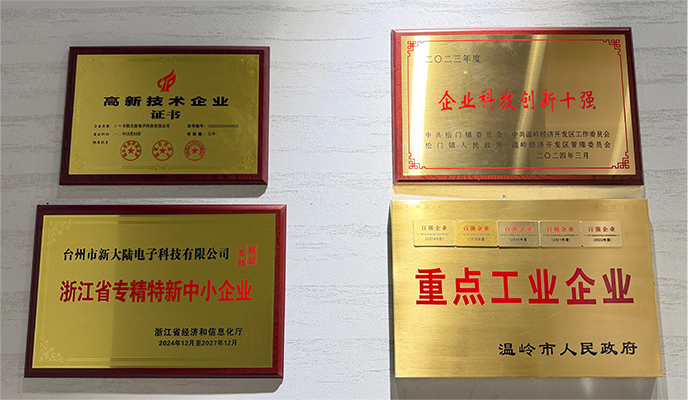 高新技术企业
证书
二〇二三年度
企业科技创新十强
中共松门镇委员会 中共温岭经济开发区工作委员会
松门镇人民政府 温岭经济开发区管理委员会
二〇二四年三月
台州市新大陆电子科技有限公司
专精
特新
浙江省专精特新中小企业
浙江省经济和信息化厅
2024年12月至2027年12月
百强企业 百强企业 百强企业 百强企业 百强企业
重点工业企业
温岭市人民政府